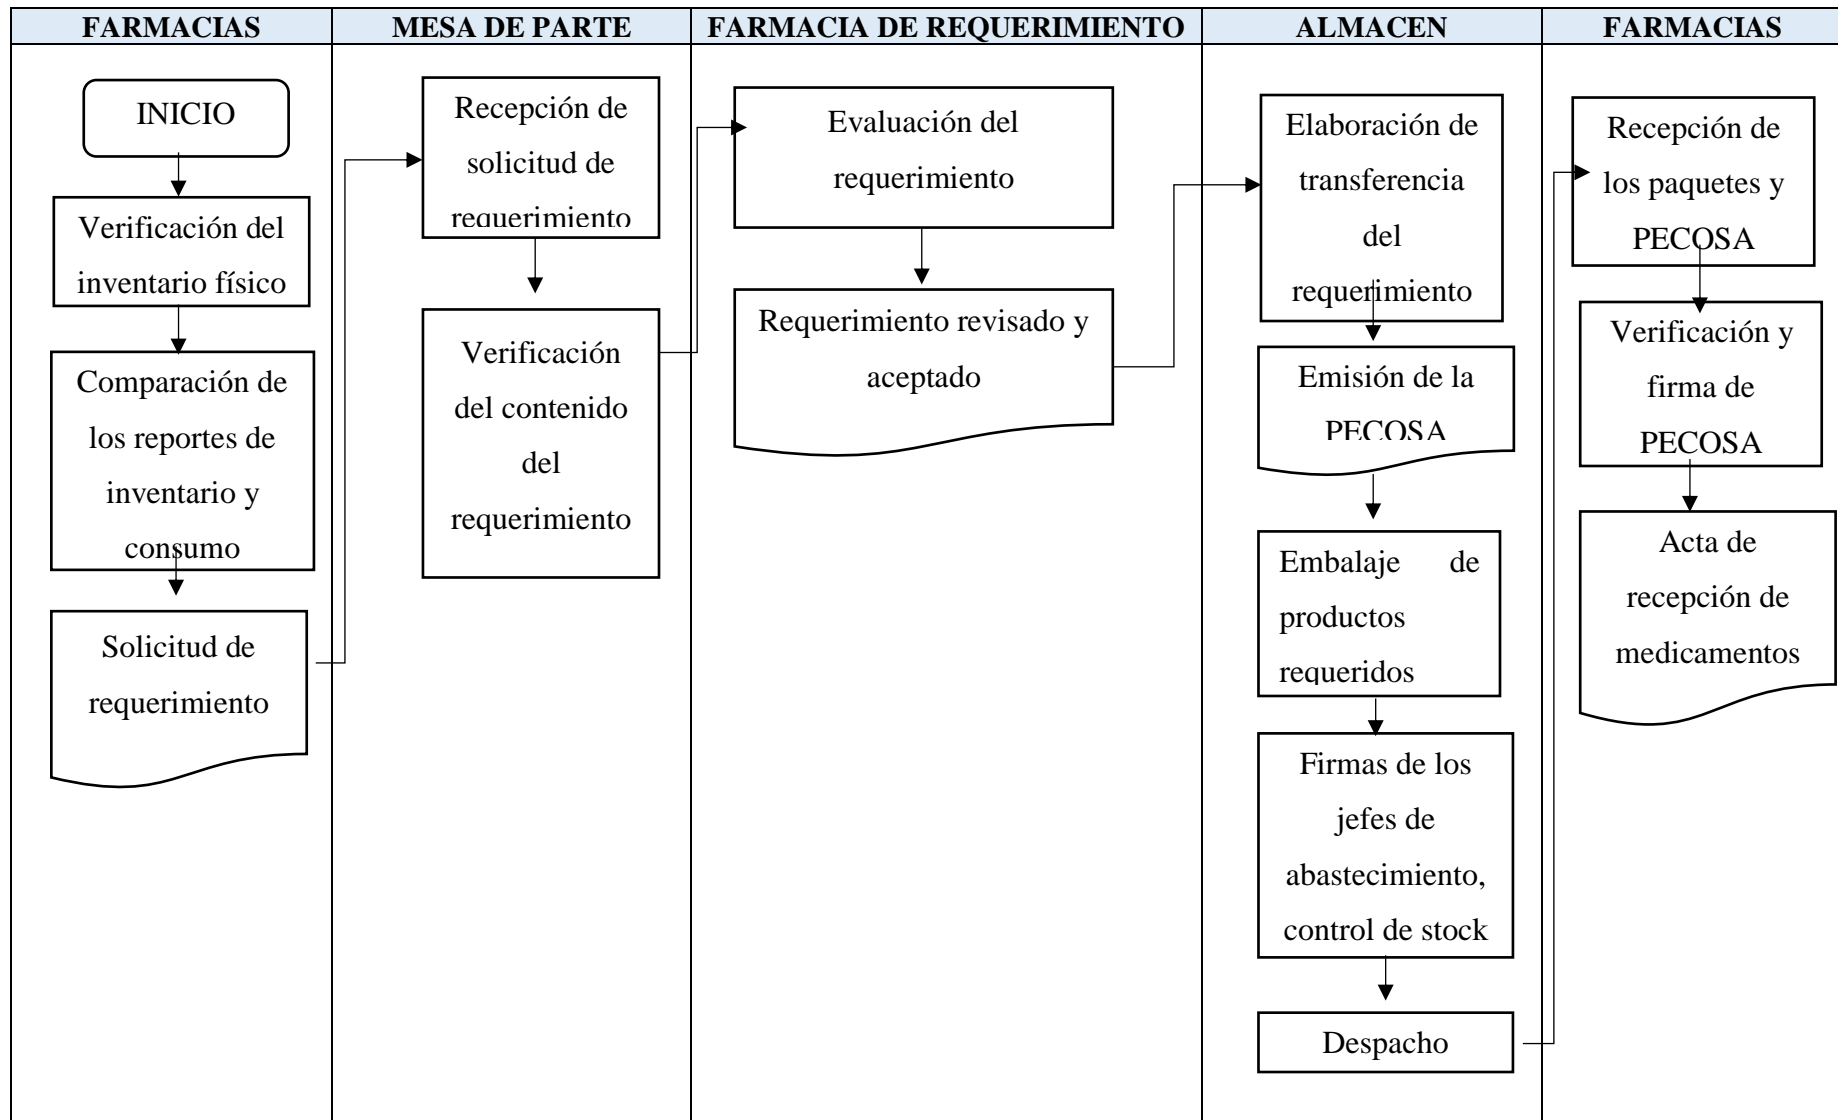 FARMACIAS
MESA DE PARTE
FARMACIA DE REQUERIMIENTO
ALMACEN
FARMACIAS
INICIO
Verificación del
inventario físico
Comparación de
los reportes de
inventario y
consumo
Solicitud de
requerimiento
Recepción de
solicitud de
requerimiento
Verificación
del contenido
del
requerimiento
Evaluación del
requerimiento
Requerimiento revisado y
aceptado
Elaboración de
transferencia
del
requerimiento
Emisión de la
PECOSA
Embalaje de
productos
requeridos
Firmas de los
jefes de
abastecimiento,
control de stock
Despacho
Recepción de
los paquetes y
PECOSA
Verificación y
firma de
PECOSA
Acta de
recepción de
medicamentos